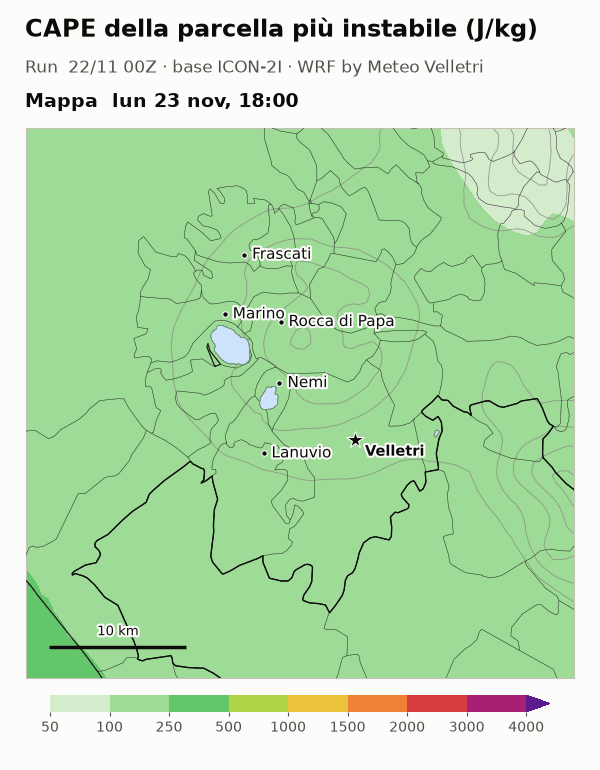 CAPE della parcella più instabile (J/kg)
Run  22/11 00Z · base ICON-2I · WRF by Meteo Velletri
Mappa  lun 23 nov, 18:00
Frascati
Marino
Rocca di Papa
Nemi
Velletri
Lanuvio
10 km
50 100 250 500 1000 1500 2000 3000 4000